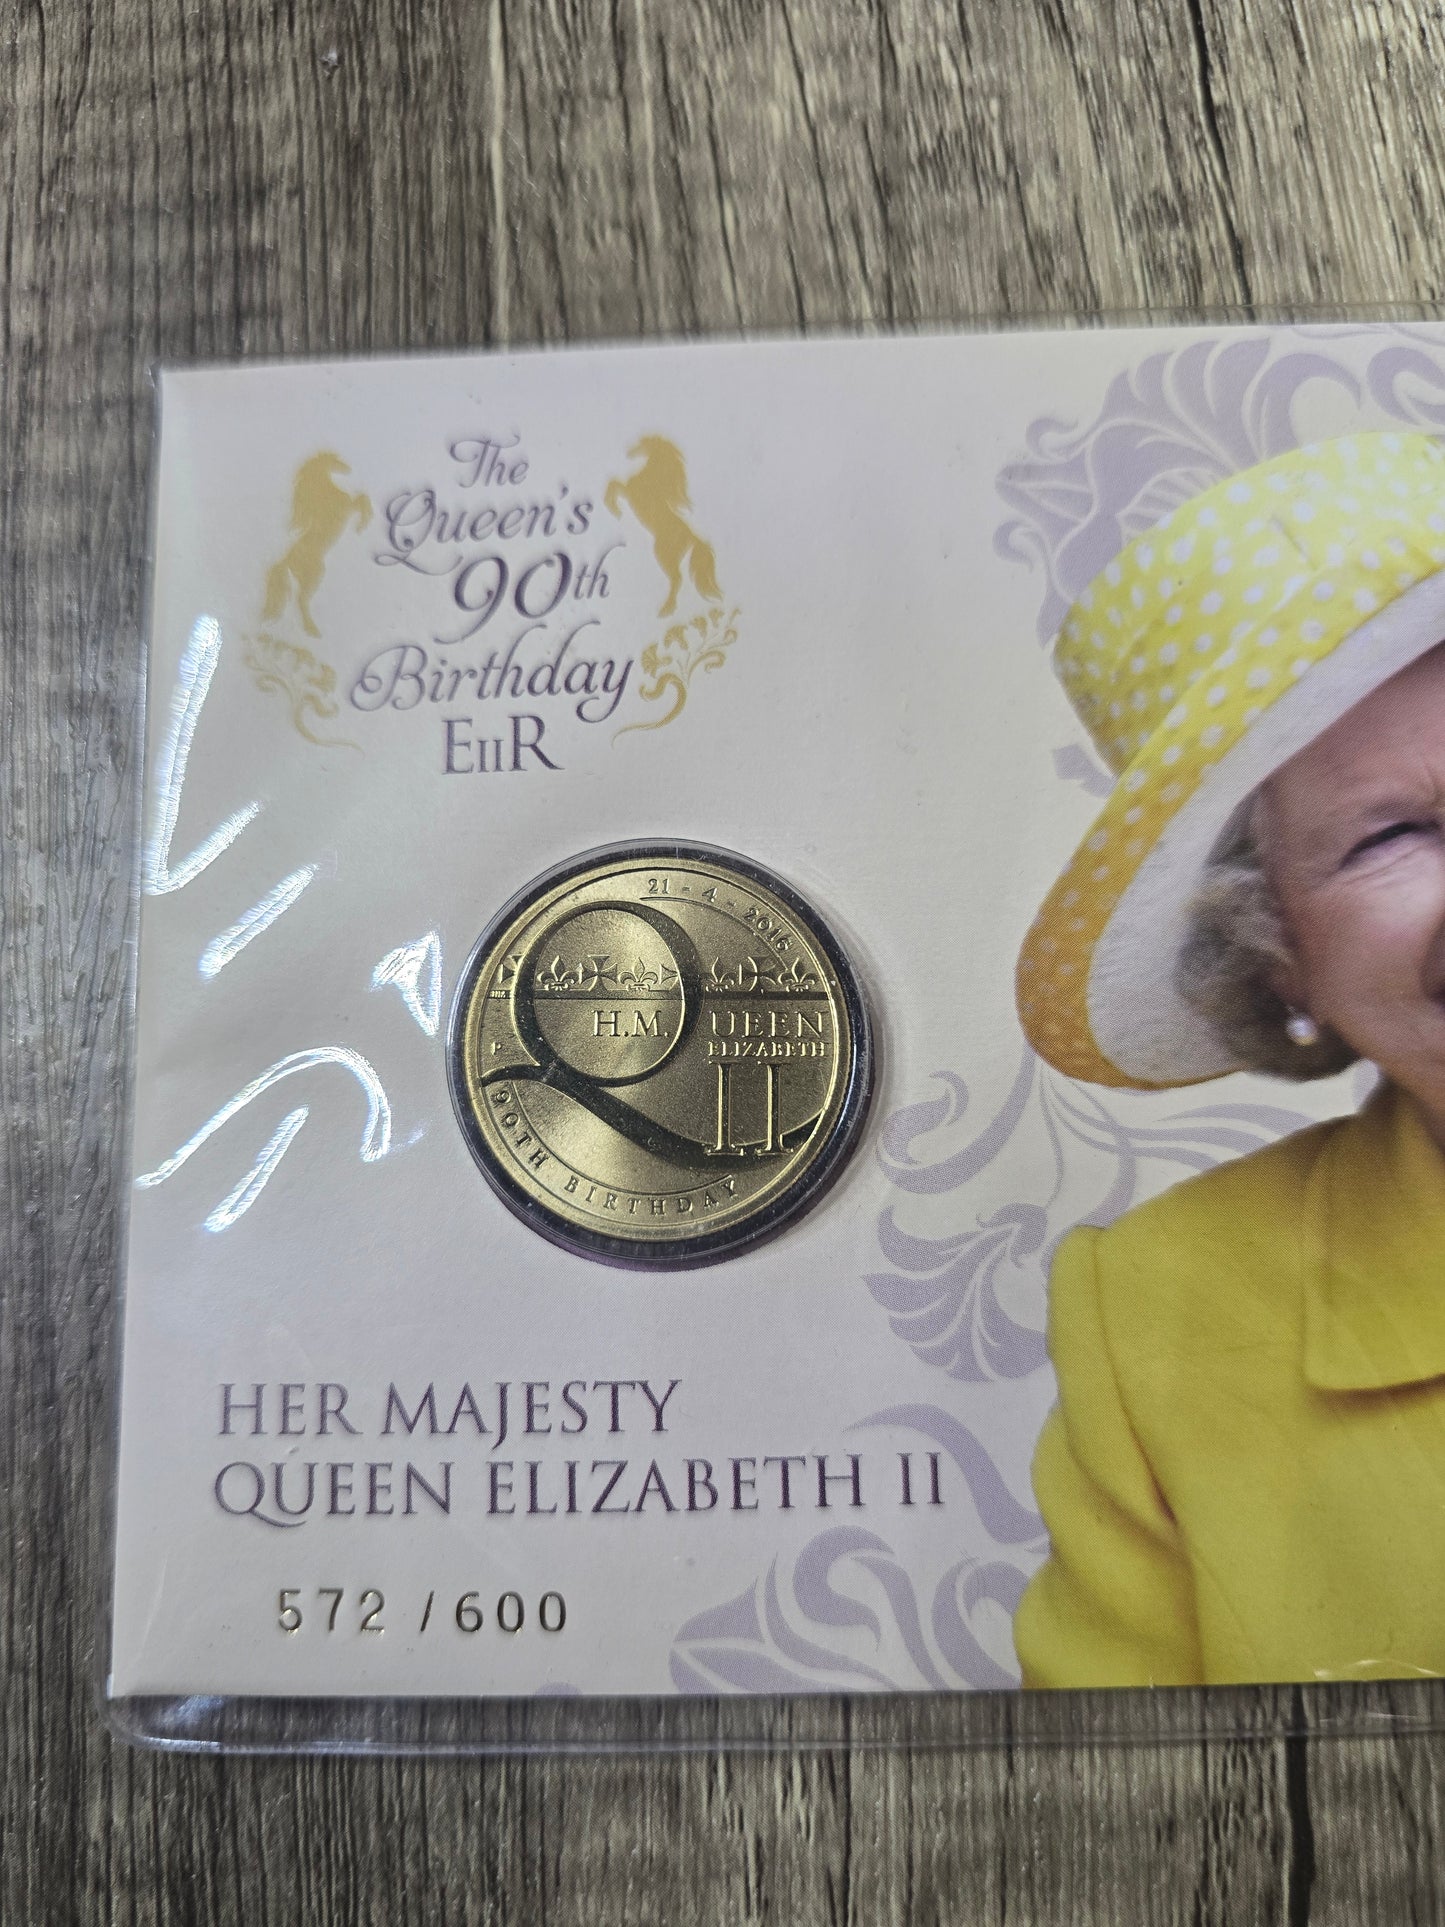 The
Queen's
90th
Birthday
EIIR
21 - 4 - 2016
H.M. QUEEN
ELIZABETH
II
P
90TH BIRTHDAY
HER MAJESTY
QUEEN ELIZABETH II
572 / 600